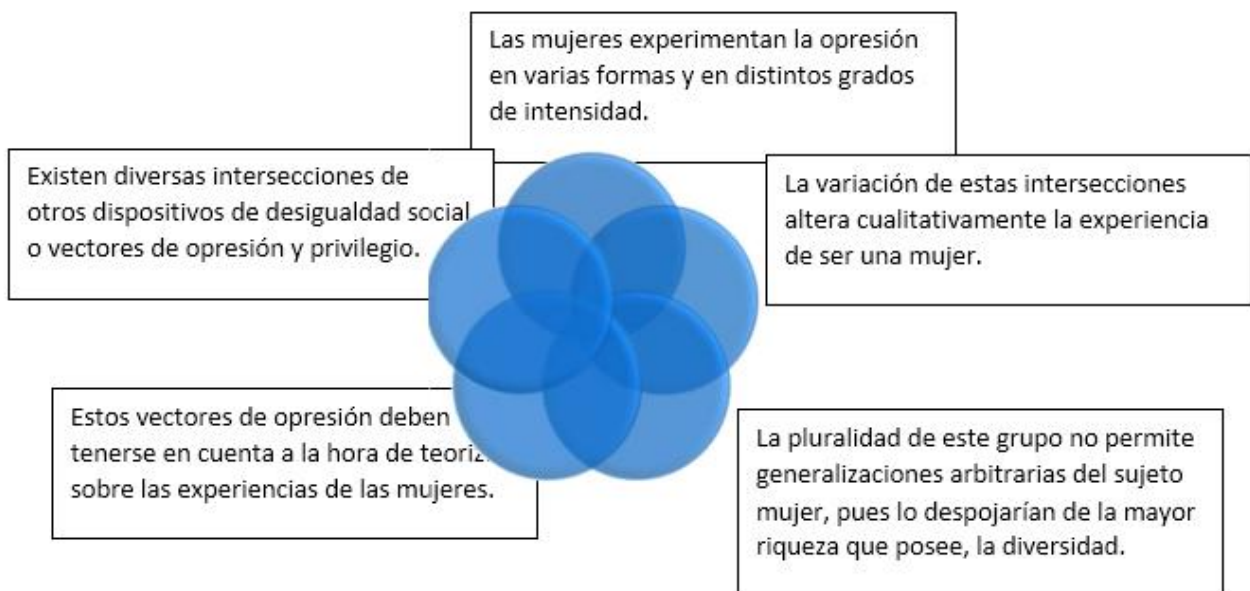 Las mujeres experimentan la opresión
en varias formas y en distintos grados
de intensidad.
Existen diversas intersecciones de
otros dispositivos de desigualdad social
o vectores de opresión y privilegio.
La variación de estas intersecciones
altera cualitativamente la experiencia
de ser una mujer.
Estos vectores de opresión deben
tenerse en cuenta a la hora de teoriz
sobre las experiencias de las mujeres.
La pluralidad de este grupo no permite
generalizaciones arbitrarias del sujeto
mujer, pues lo despojarían de la mayor
riqueza que posee, la diversidad.